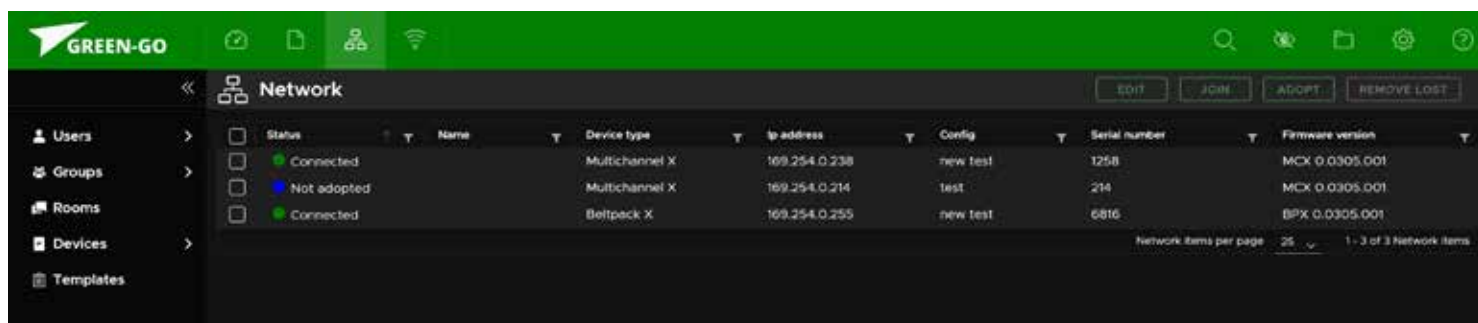 GREEN-GO
Network
EDIT JOIN ADOPT REMOVE LOST
Users
Groups
Rooms
Devices
Templates
Status Name Device type Ip address Config Serial number Firmware version
Connected Multichannel X 169.254.0.238 new test 1258 MCX 0.0305.001
Not adopted Multichannel X 169.254.0.214 test 214 MCX 0.0305.001
Connected Beltpack X 169.254.0.255 new test 6816 BPX 0.0305.001
Network items per page 25 1 - 3 of 3 Network items